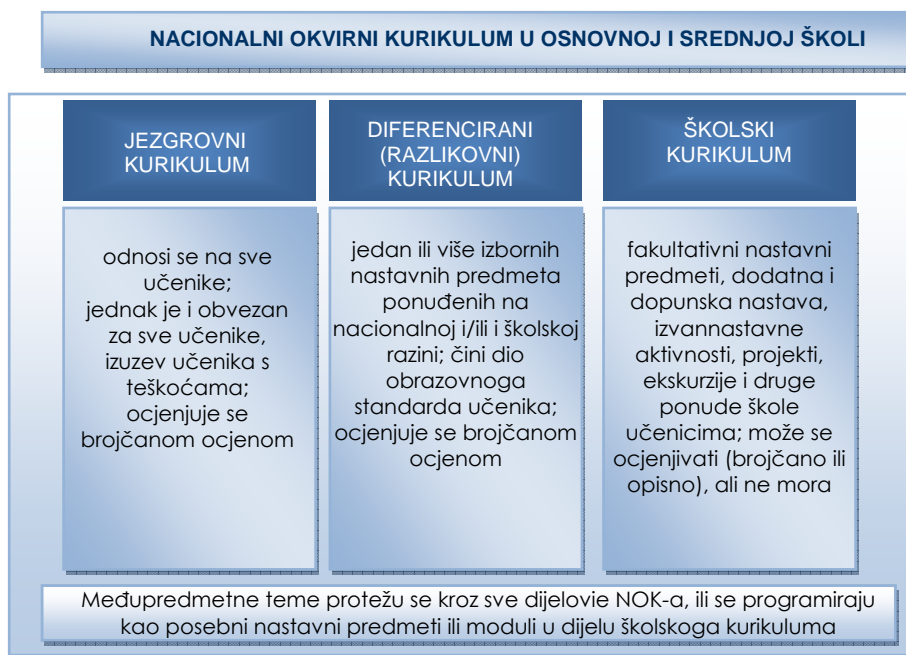 NACIONALNI OKVIRNI KURIKULUM U OSNOVNOJ I SREDNJOJ ŠKOLI
JEZGROVNI
KURIKULUM
odnosi se na sve
učenike;
jednak je i obvezan
za sve učenike,
izuzev učenika s
teškoćama;
ocjenjuje se
brojčanom ocjenom
DIFERENCIRANI
(RAZLIKOVNI)
KURIKULUM
jedan ili više izbornih
nastavnih predmeta
ponuđenih na
nacionalnoj i/ili i školskoj
razini; čini dio
obrazovnoga
standarda učenika;
ocjenjuje se brojčanom
ocjenom
ŠKOLSKI
KURIKULUM
fakultativni nastavni
predmeti, dodatna i
dopunska nastava,
izvannastavne
aktivnosti, projekti,
ekskurzije i druge
ponude škole
učenicima; može se
ocjenjivati (brojčano ili
opisno), ali ne mora
Međupredmetne teme protežu se kroz sve dijelovie NOK-a, ili se programiraju
kao posebni nastavni predmeti ili moduli u dijelu školskoga kurikuluma